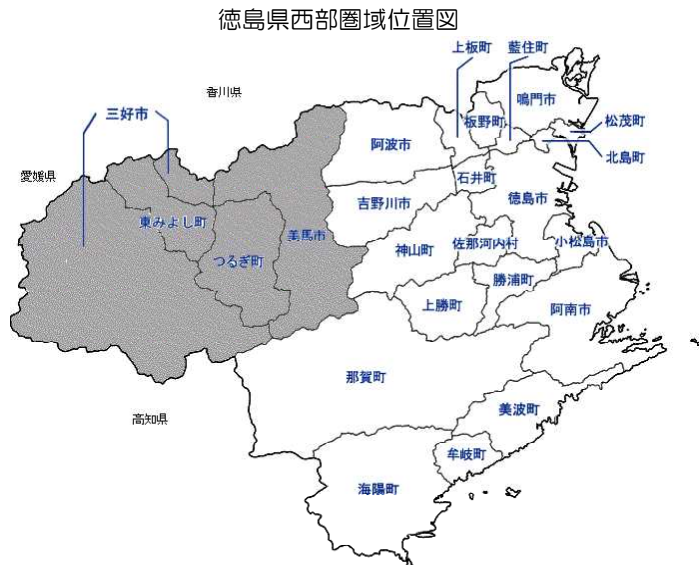 徳島県西部圏域位置図
上板町
藍住町
香川県
三好市
鳴門市
板野町
松茂町
阿波市
北島町
愛媛県
石井町
吉野川市
徳島市
東みよし町
美馬市
神山町
佐那河内村
小松島市
つるぎ町
勝浦町
上勝町
阿南市
那賀町
高知県
美波町
牟岐町
海陽町